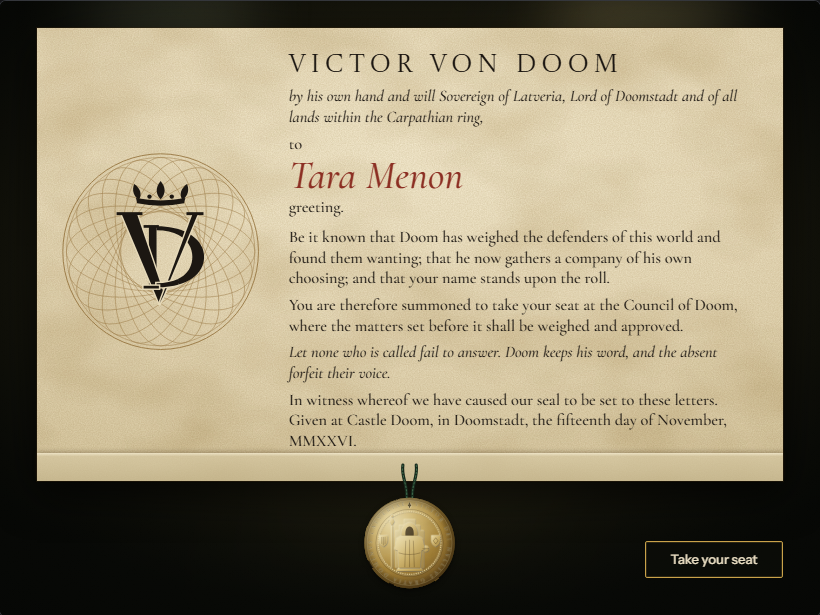 VICTOR VON DOOM
by his own hand and will Sovereign of Latveria, Lord of Doomstadt and of all
lands within the Carpathian ring,
to
Tara Menon
greeting.
VD
Be it known that Doom has weighed the defenders of this world and
found them wanting; that he now gathers a company of his own
choosing; and that your name stands upon the roll.
You are therefore summoned to take your seat at the Council of Doom,
where the matters set before it shall be weighed and approved.
Let none who is called fail to answer. Doom keeps his word, and the absent
forfeit their voice.
In witness whereof we have caused our seal to be set to these letters.
Given at Castle Doom, in Doomstadt, the fifteenth day of November,
MMXXVI.
Take your seat